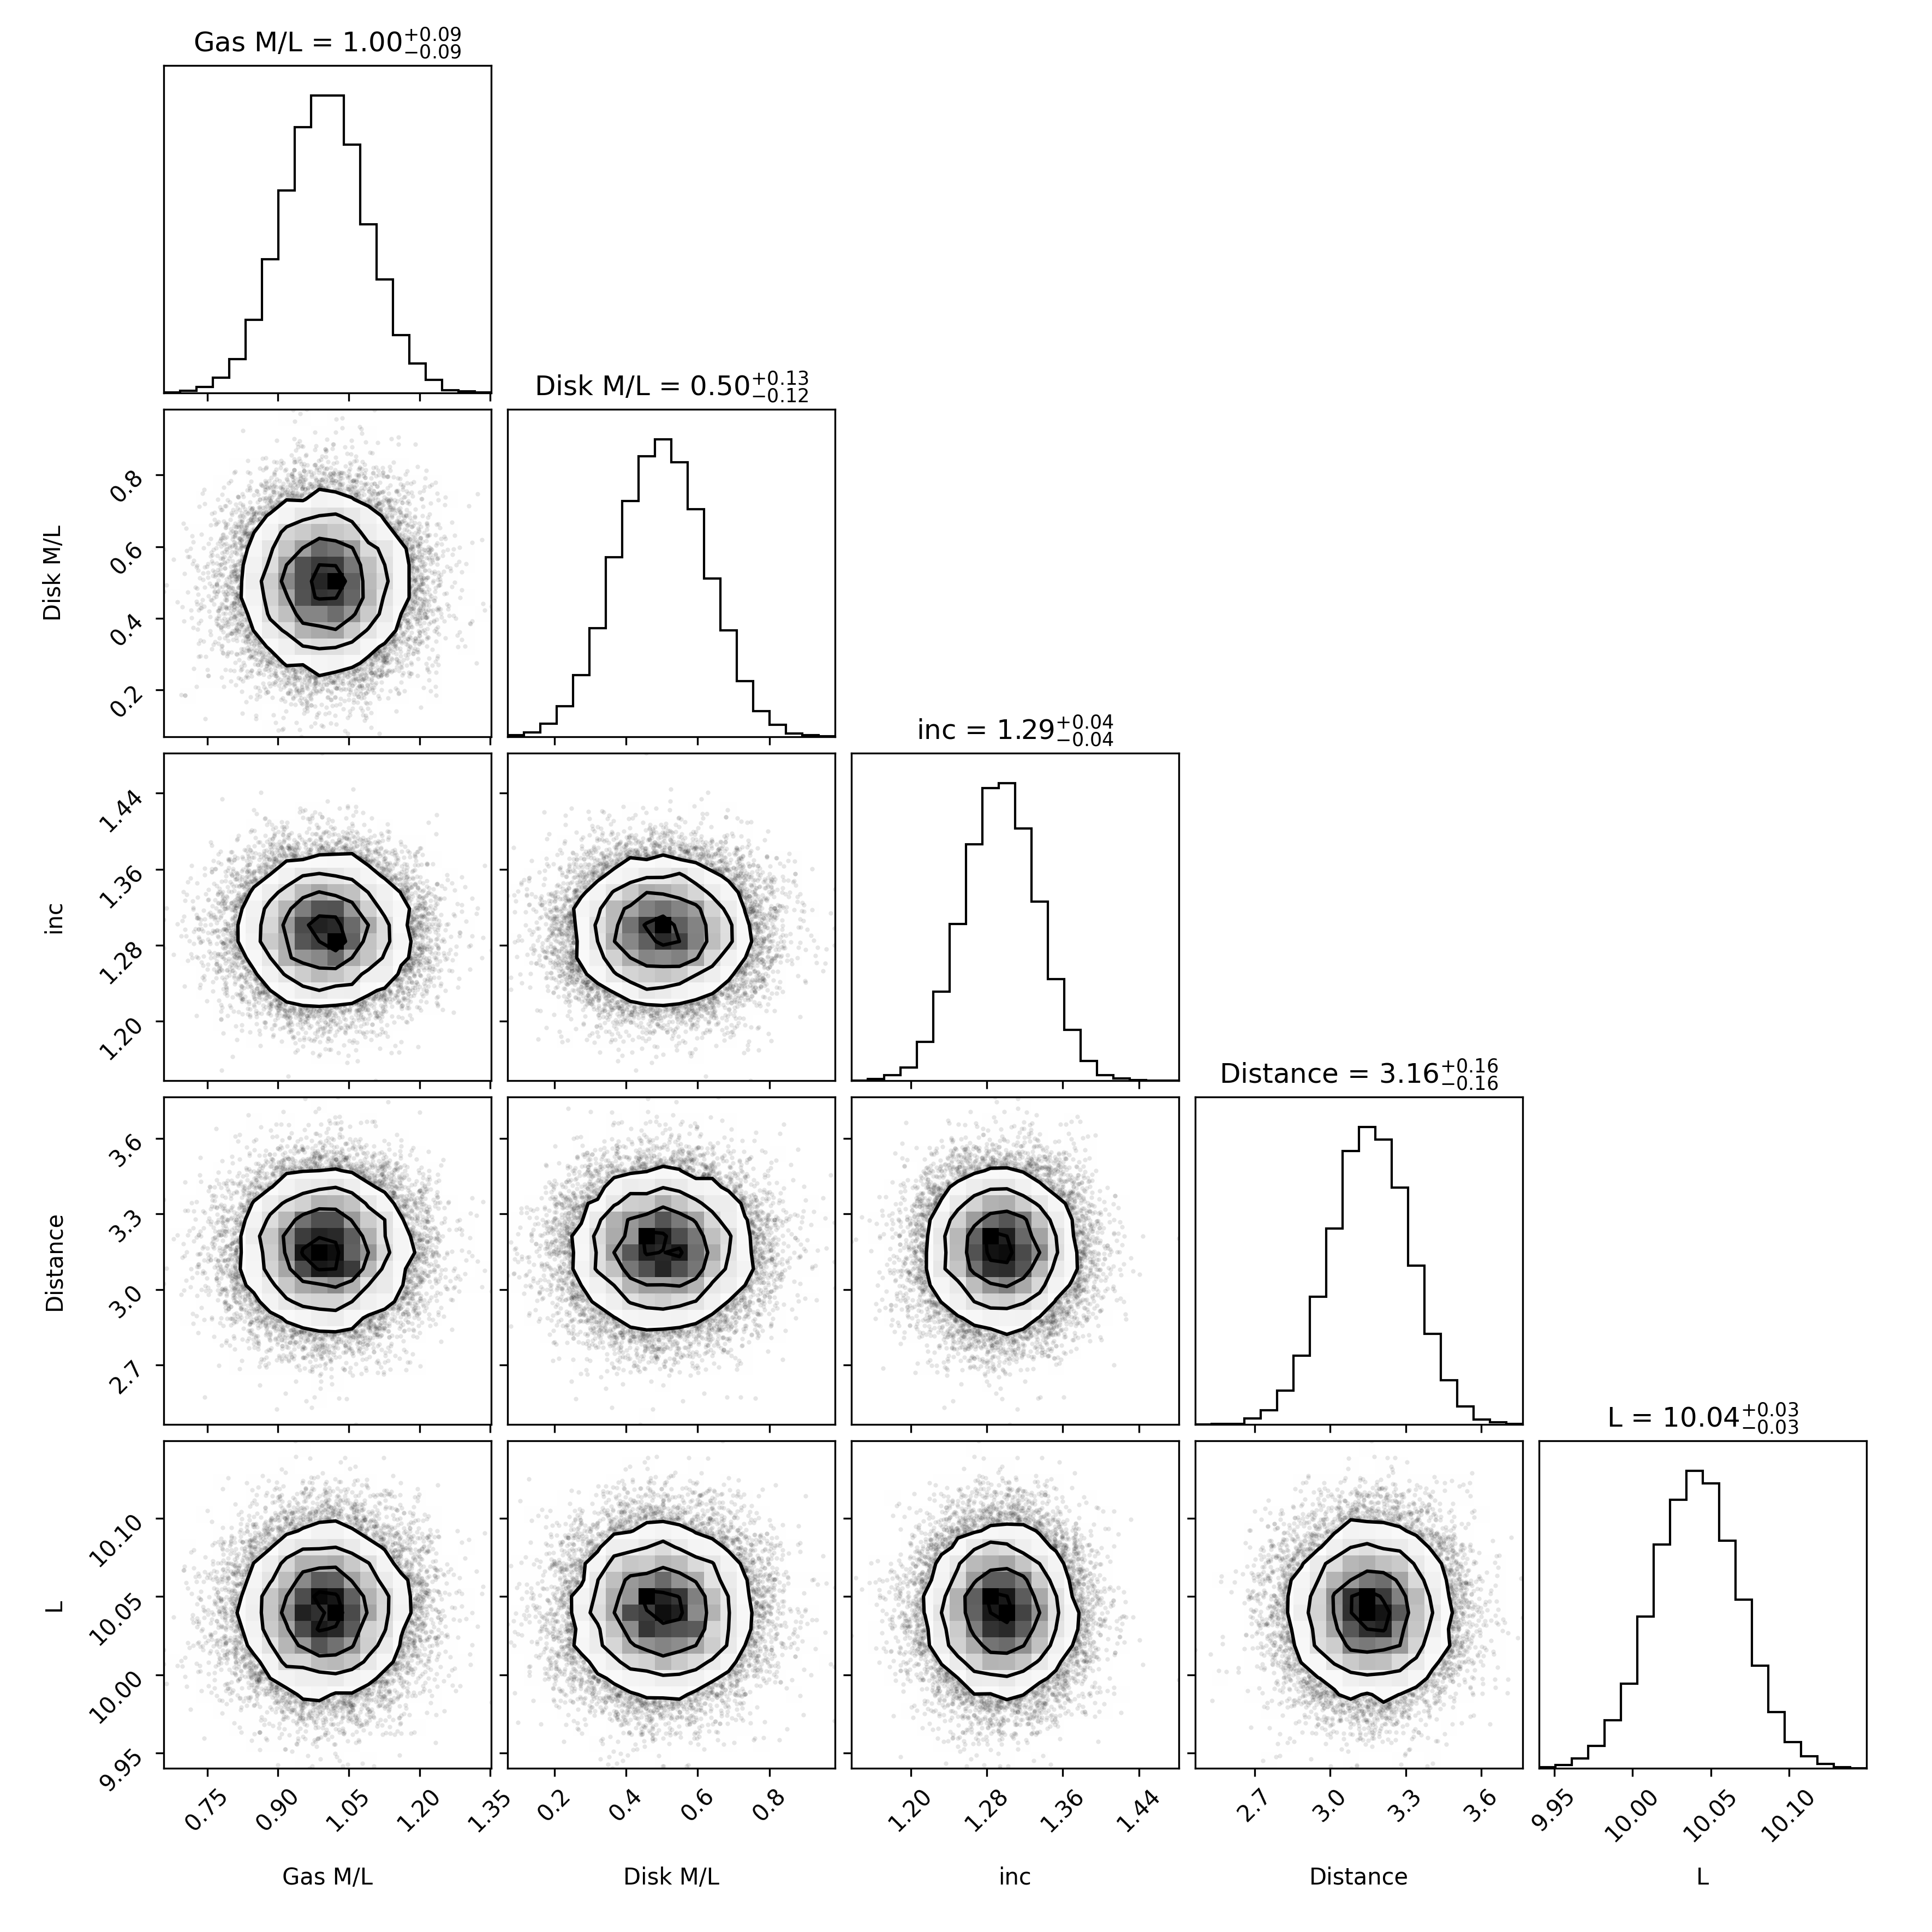 Gas M/L = 1.00+0.09 −0.09
Disk M/L = 0.50+0.13 −0.12
Disk M/L
0.8
0.6
0.4
0.2
inc = 1.29+0.04 −0.04
inc
1.44
1.36
1.28
1.20
Distance = 3.16+0.16 −0.16
Distance
3.6
3.3
3.0
2.7
L = 10.04+0.03 −0.03
L
10.10
10.05
10.00
9.95
0.75 0.90 1.05 1.20 1.35 0.2 0.4 0.6 0.8 1.20 1.28 1.36 1.44 2.7 3.0 3.3 3.6 9.95 10.00 10.05 10.10
Gas M/L Disk M/L inc Distance L